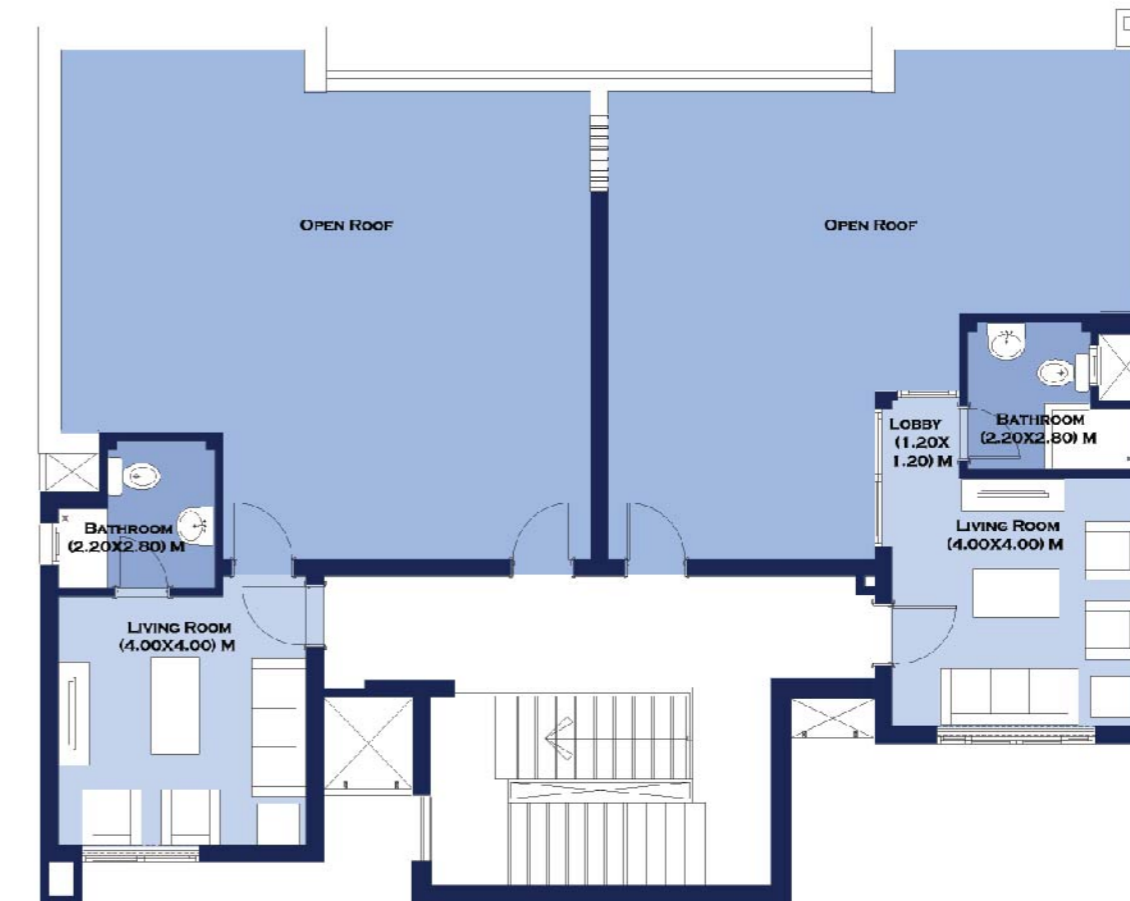 OPEN ROOF
OPEN ROOF
LOBBY
(1.20X
1.20) M
BATHROOM
(2.20X2.80) M
LIVING ROOM
(4.00X4.00) M
BATHROOM
(2.20X2.80) M
LIVING ROOM
(4.00X4.00) M